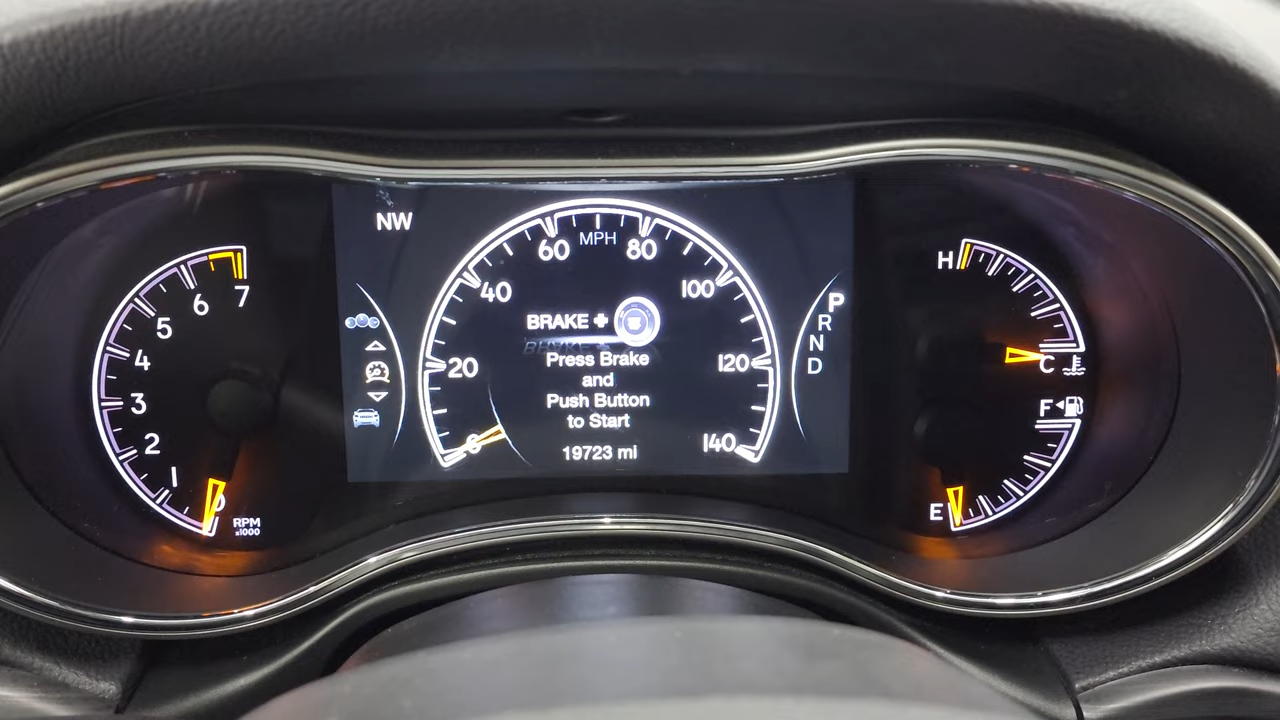 NW
MPH
0
20
40
60
80
100
120
140
BRAKE +
Press Brake
and
Push Button
to Start
19723 mi
P
R
N
D
0
1
2
3
4
5
6
7
RPM
x1000
H
C
F
E